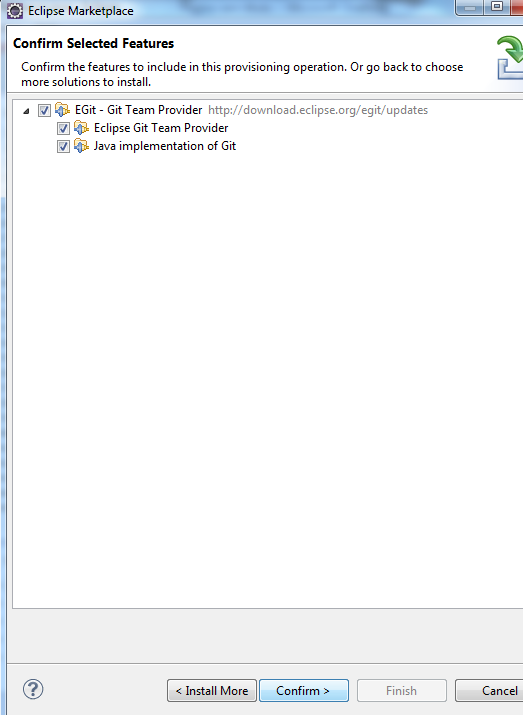 Eclipse Marketplace
Confirm Selected Features
Confirm the features to include in this provisioning operation. Or go back to choose
more solutions to install.
EGit - Git Team Provider http://download.eclipse.org/egit/updates
Eclipse Git Team Provider
Java implementation of Git
?
< Install More
Confirm >
Finish
Cancel